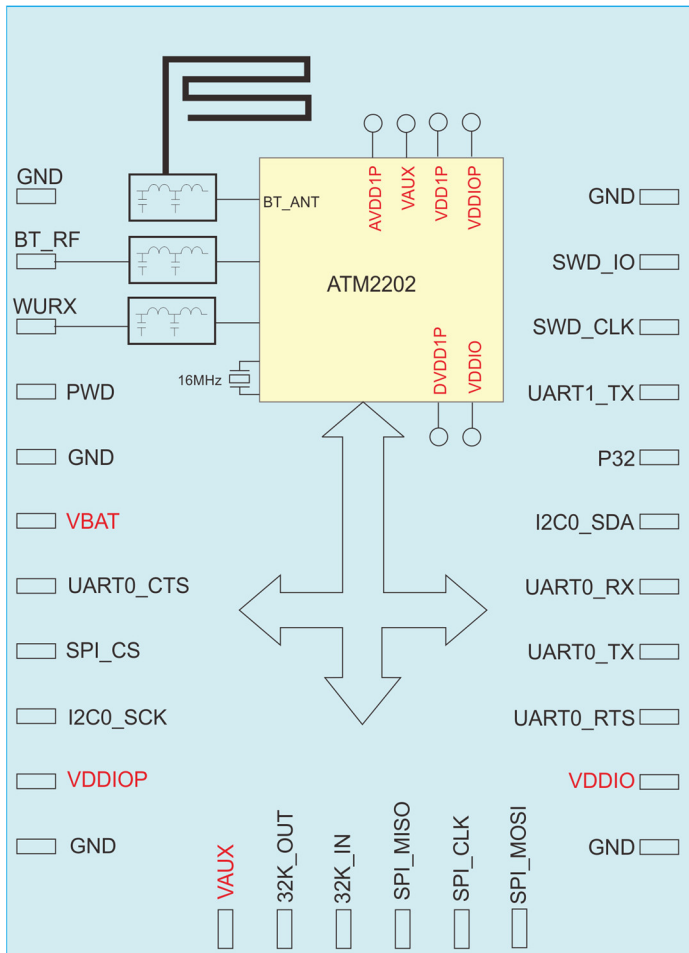 GND
BT_RF
WURX
PWD
GND
VBAT
UART0_CTS
SPI_CS
I2C0_SCK
VDDIOP
GND
BT_ANT
AVDD1P
VAUX
VDD1P
VDDIOP
ATM2202
16MHz
DVDD1P
VDDIO
GND
SWD_IO
SWD_CLK
UART1_TX
P32
I2C0_SDA
UART0_RX
UART0_TX
UART0_RTS
VDDIO
GND
VAUX
32K_OUT
32K_IN
SPI_MISO
SPI_CLK
SPI_MOSI